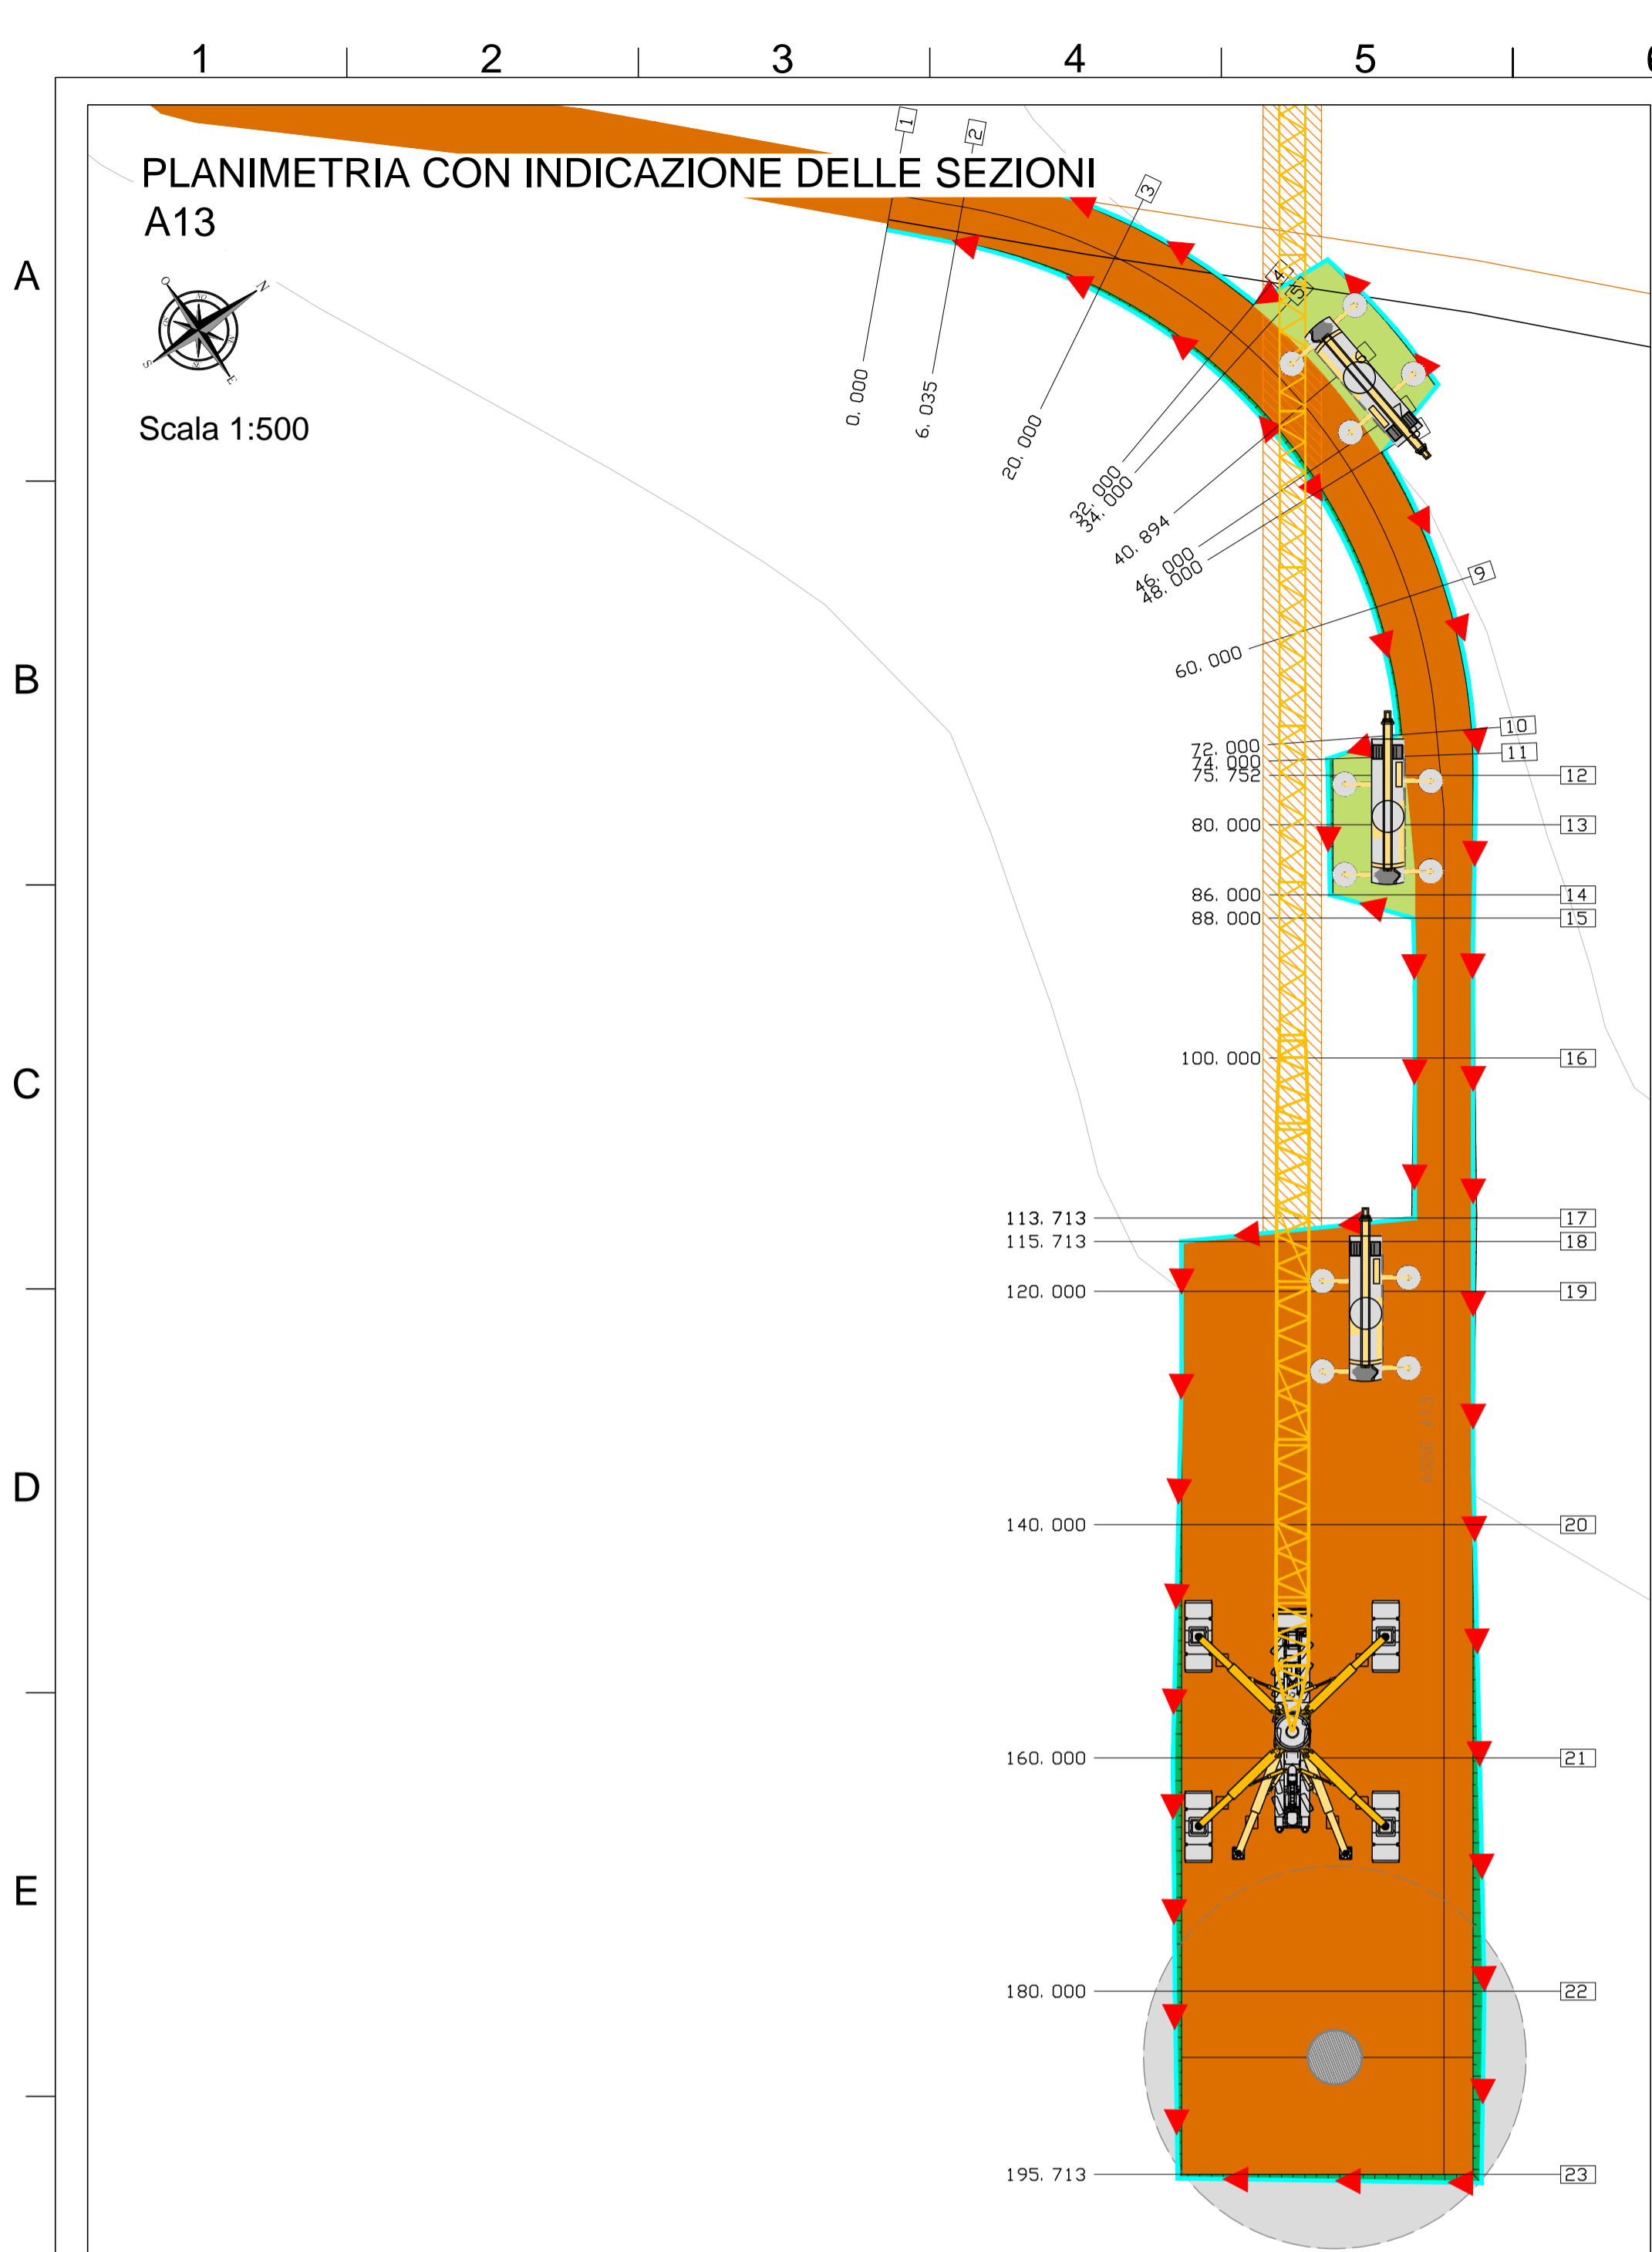 1 2 3 4 5
PLANIMETRIA CON INDICAZIONE DELLE SEZIONI
A13
Scala 1:500
A
B
C
D
E
O
N
S
E
1
2
3
4
5
9
0. 000
6. 035
20. 000
32. 000
34. 000
40. 894
46. 000
48. 000
60. 000
72. 000 10
74. 000 11
75. 752 12
80. 000 13
86. 000 14
88. 000 15
100. 000 16
113. 713 17
115. 713 18
120. 000 19
ASSE A13
140. 000 20
160. 000 21
180. 000 22
195. 713 23